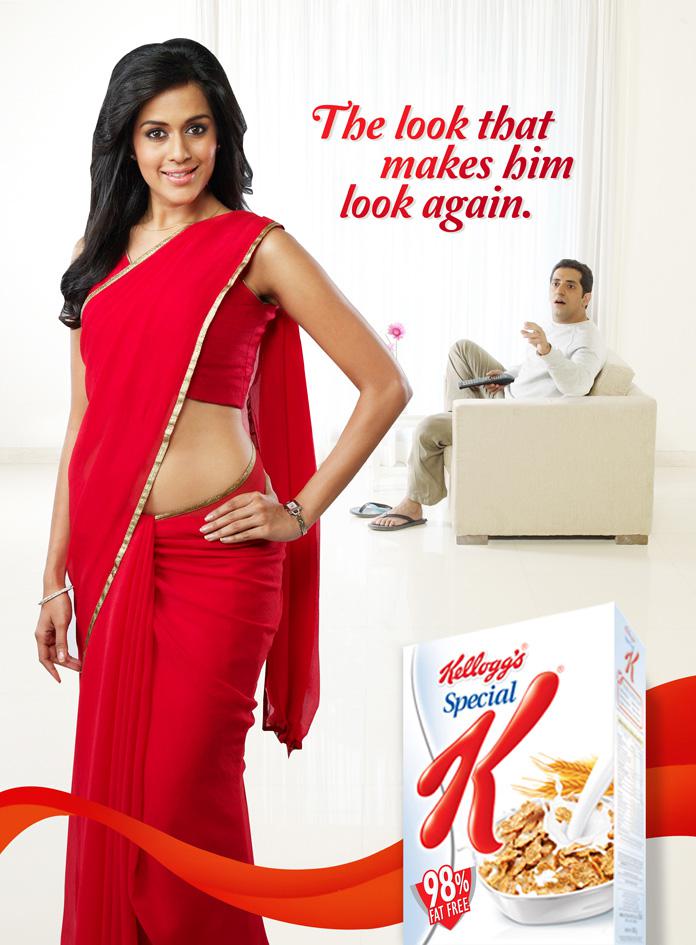 The look that
makes him
look again.
Kellogg's®
Special
K®
98%
FAT FREE
K